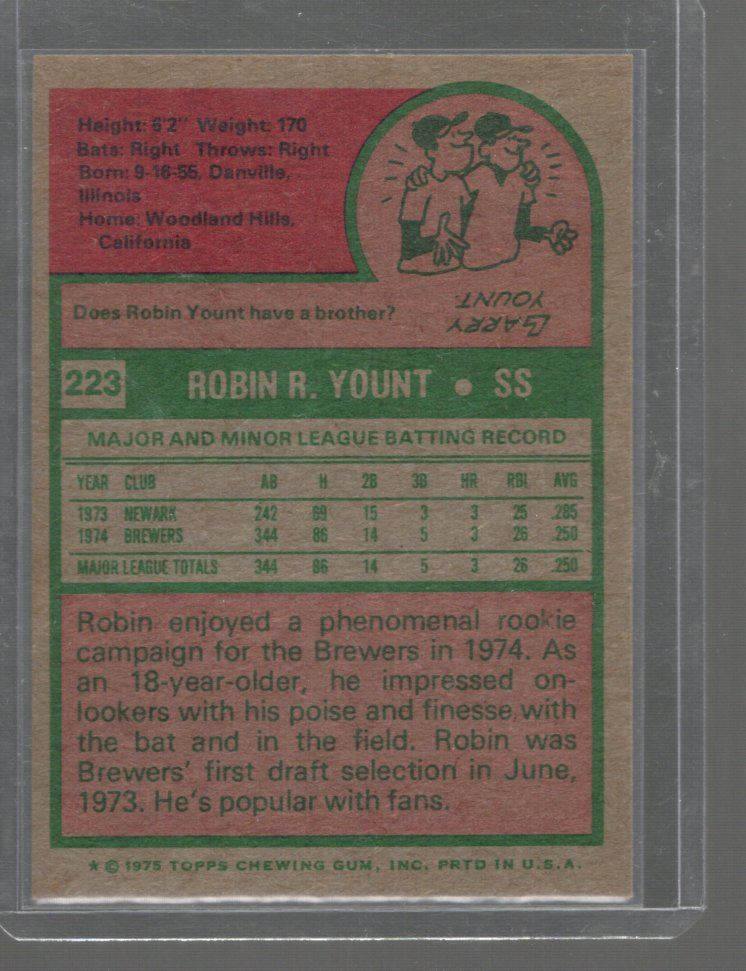 Height: 6'2" Weight: 170
Bats: Right Throws: Right
Born: 9-16-55, Danville,
Illinois
Home: Woodland Hills,
California
Does Robin Yount have a brother?
LARRY
YOUNT.
223 ROBIN R. YOUNT • SS
MAJOR AND MINOR LEAGUE BATTING RECORD
YEAR CLUB AB H 2B 3B HR RBI AVG
1973 NEWARK 242 69 15 3 3 25 .285
1974 BREWERS 344 86 14 5 3 26 .250
MAJOR LEAGUE TOTALS 344 86 14 5 3 26 .250
Robin enjoyed a phenomenal rookie
campaign for the Brewers in 1974. As
an 18-year-older, he impressed on-
lookers with his poise and finesse with
the bat and in the field. Robin was
Brewers' first draft selection in June,
1973. He's popular with fans.
★ © 1975 TOPPS CHEWING GUM, INC. PRTD IN U.S.A.